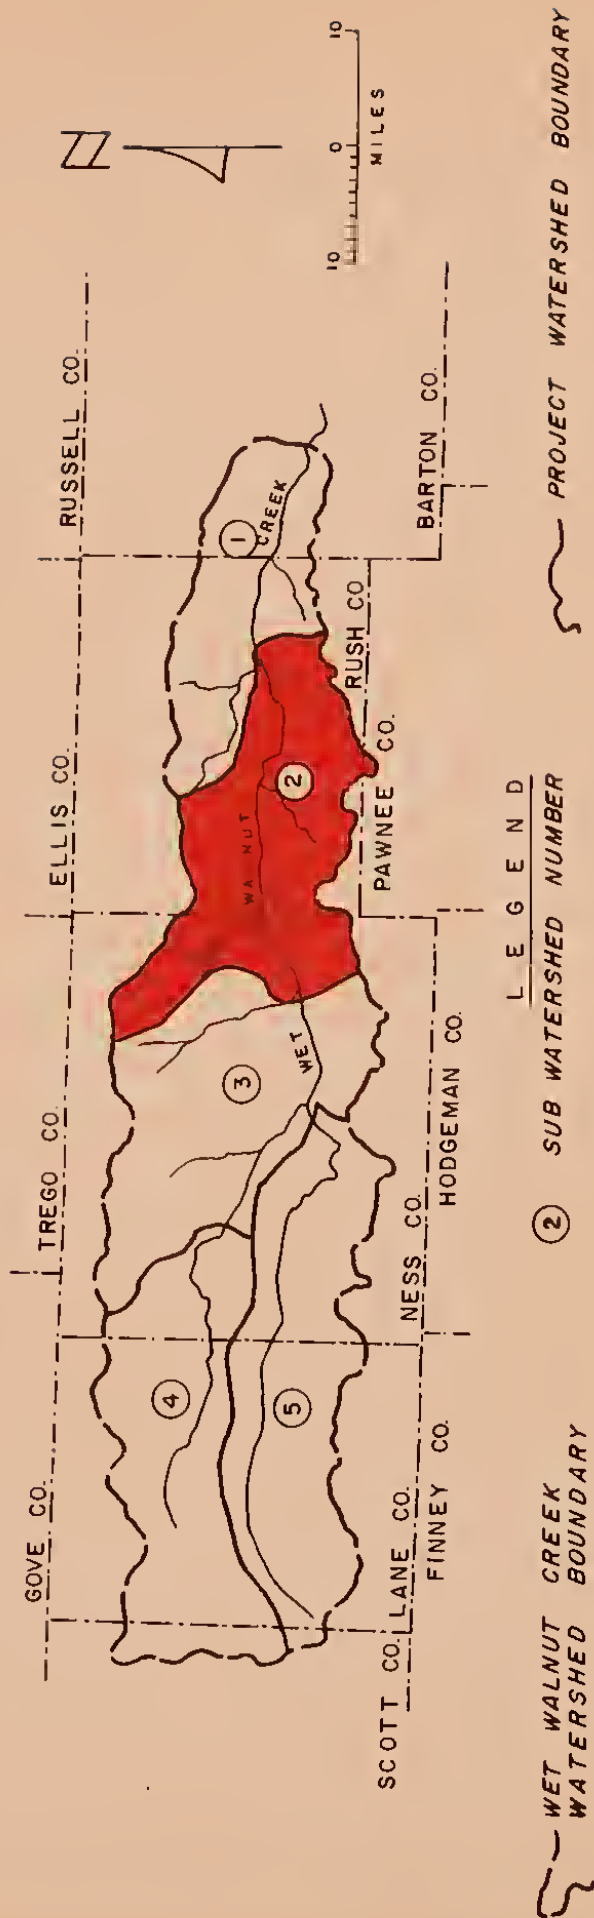 N
GOVE CO.
TREGO CO.
ELLIS CO.
RUSSELL CO.
4
5
3
WET
WALNUT
2
1
CREEK
SCOTT CO.
LANE CO.
FINNEY CO.
NESS CO.
HODGEMAN CO.
PAWNEE CO.
RUSH CO
BARTON CO.
10 0 10
MILES
LEGEND
WET WALNUT CREEK
WATERSHED BOUNDARY
2 SUB WATERSHED NUMBER
PROJECT WATERSHED BOUNDARY